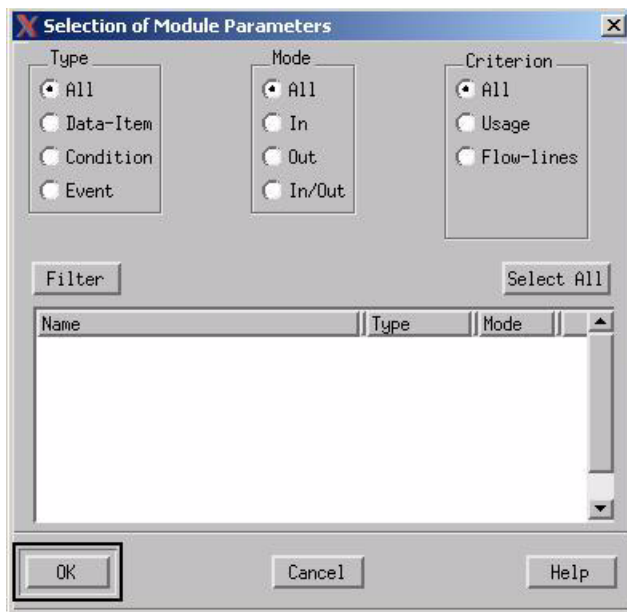 Selection of Module Parameters
Type Mode Criterion
All All All
Data-Item In Usage
Condition Out Flow-lines
Event In/Out
Filter Select All
Name Type Mode
OK Cancel Help